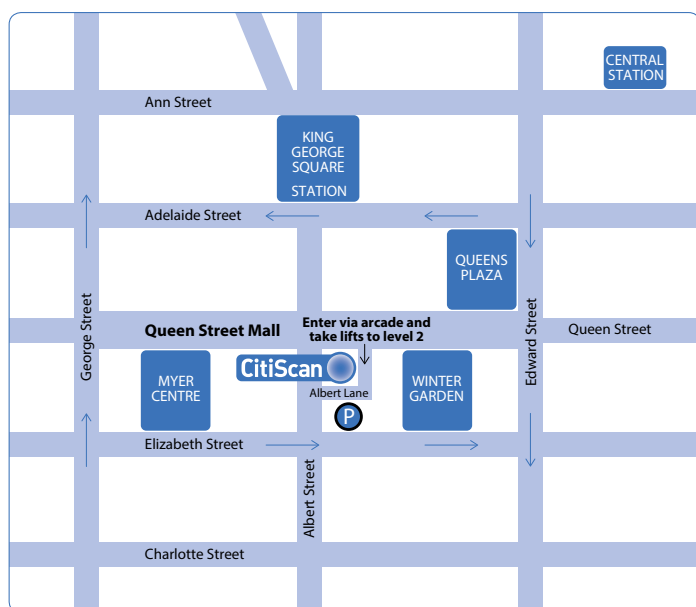 CENTRAL
STATION
Ann Street
KING
GEORGE
SQUARE
STATION
Adelaide Street
QUEENS
PLAZA
George Street
Queen Street Mall
Enter via arcade and
take lifts to level 2
Edward Street
Queen Street
CitiScan
MYER
CENTRE
WINTER
GARDEN
Albert Lane
P
Elizabeth Street
Albert Street
Charlotte Street